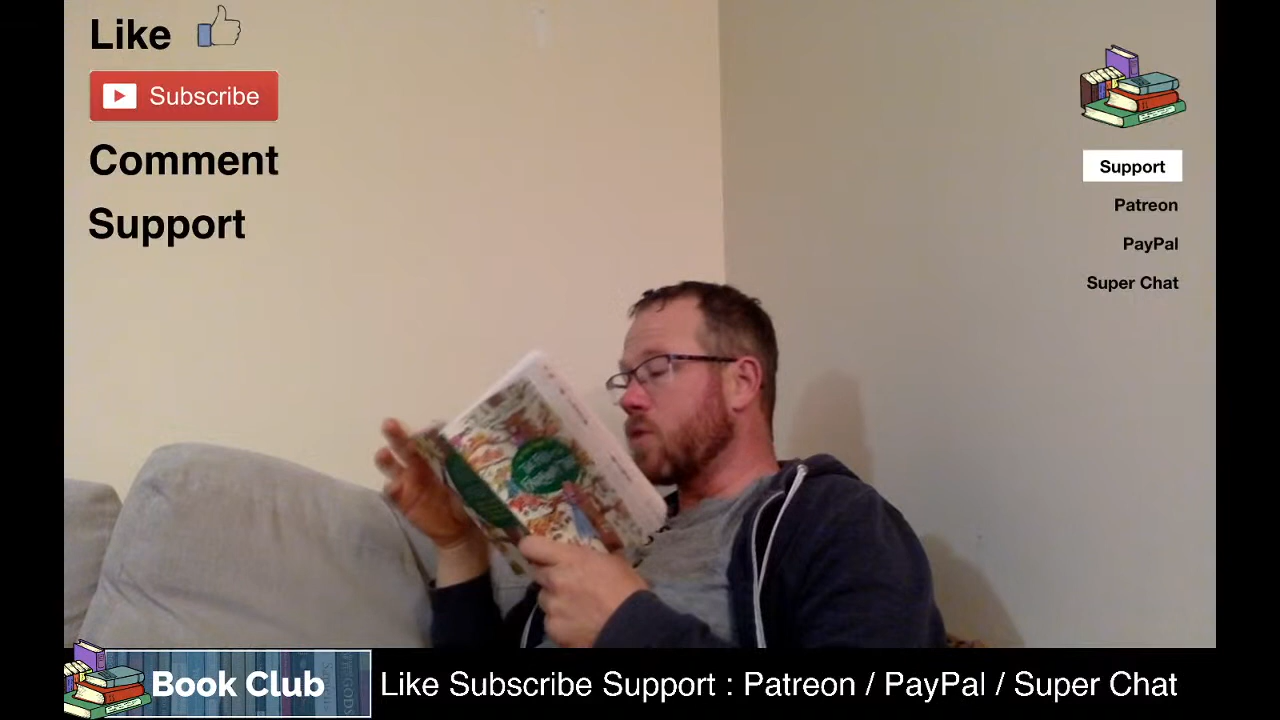 Like
Subscribe
Comment
Support
Support
Patreon
PayPal
Super Chat
Book Club
Like Subscribe Support : Patreon / PayPal / Super Chat